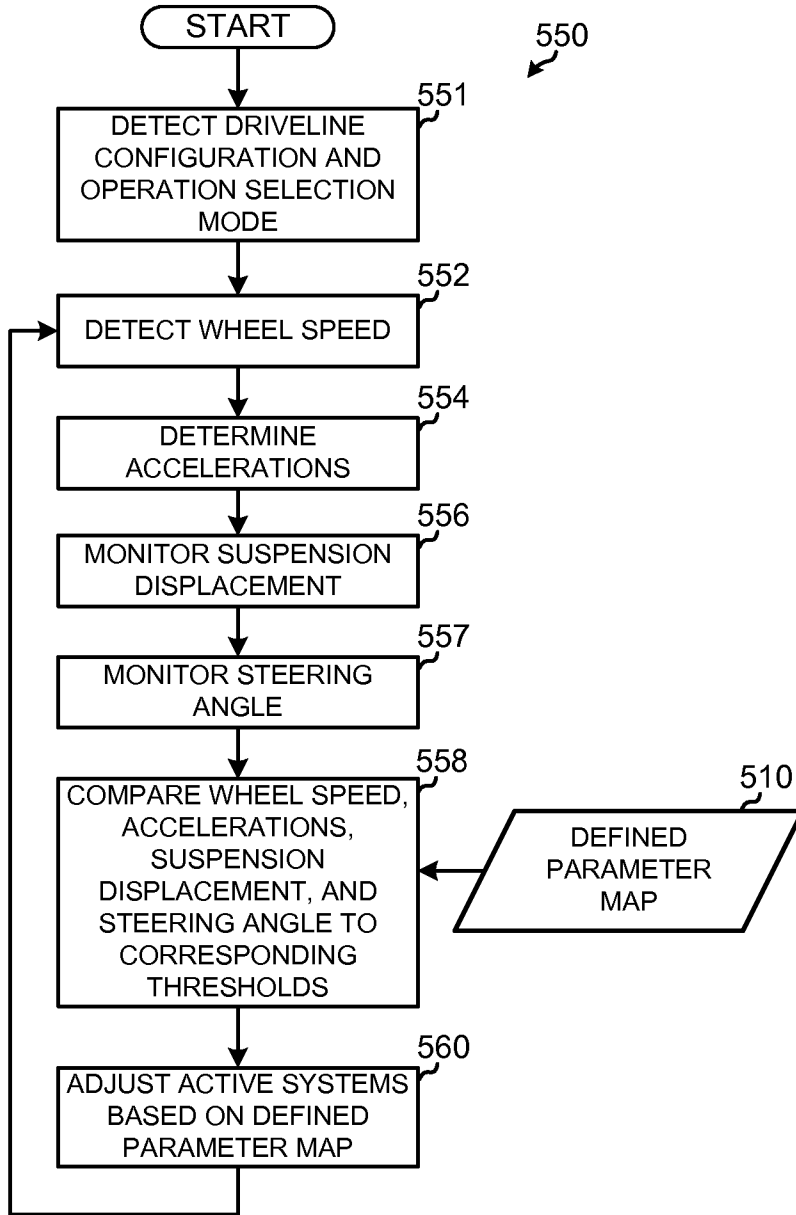 START
550
551
DETECT DRIVELINE
CONFIGURATION AND
OPERATION SELECTION
MODE
552
DETECT WHEEL SPEED
554
DETERMINE
ACCELERATIONS
556
MONITOR SUSPENSION
DISPLACEMENT
557
MONITOR STEERING
ANGLE
558
COMPARE WHEEL SPEED,
ACCELERATIONS,
SUSPENSION
DISPLACEMENT, AND
STEERING ANGLE TO
CORRESPONDING
THRESHOLDS
510
DEFINED
PARAMETER
MAP
560
ADJUST ACTIVE SYSTEMS
BASED ON DEFINED
PARAMETER MAP